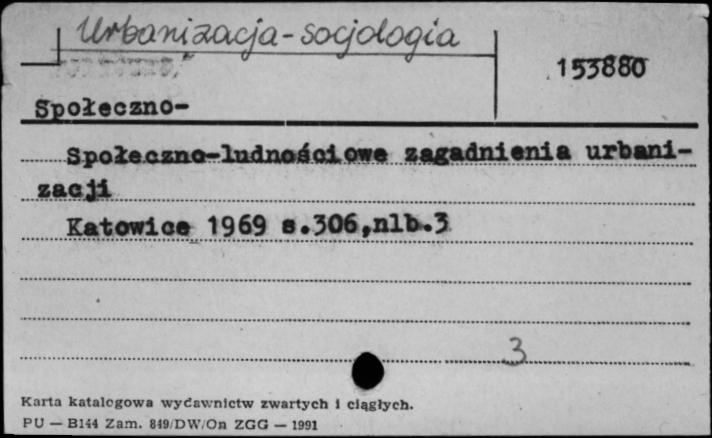 Urbanizacja-socjologia
153880
Społeczno-
Społeczno-ludnościowe zagadnienia urbani-
zacji
Katowice 1969 s.306,nlb.3
3
Karta katalogowa wydawnictw zwartych i ciągłych.
PU — B144 Zam. 849/DW/On ZGG — 1991